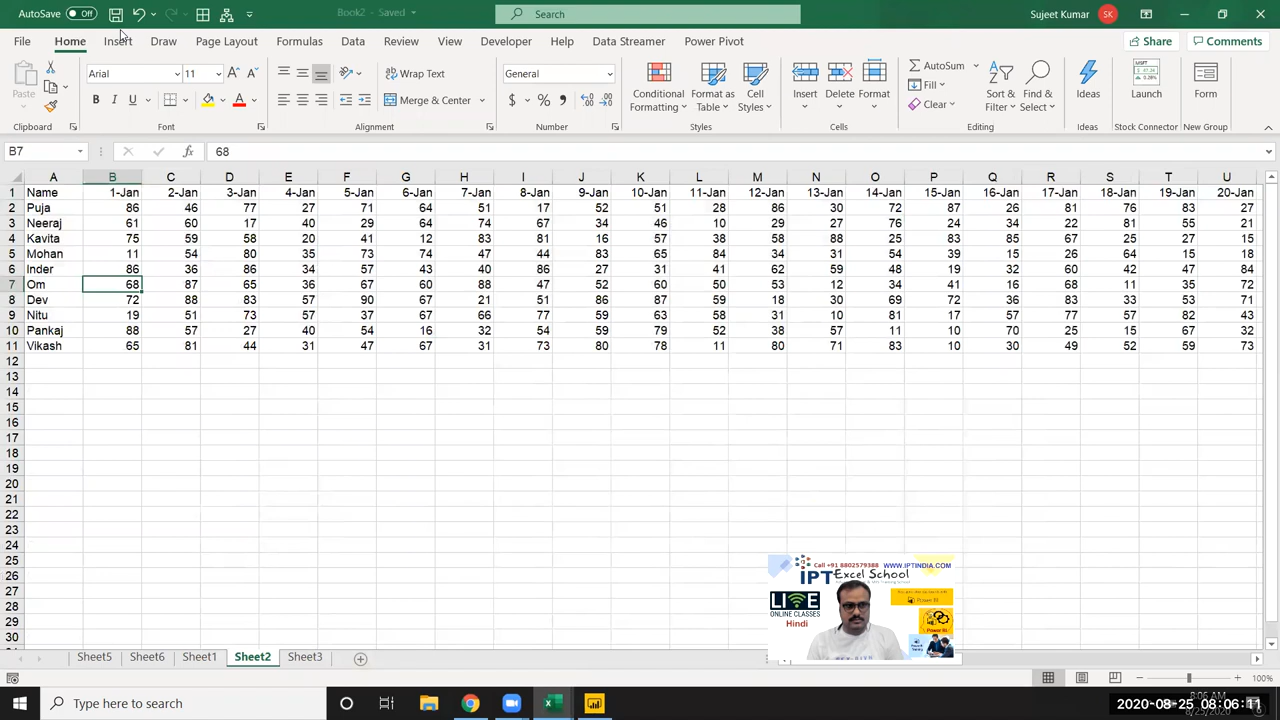 AutoSave Off Book2 - Saved Search Sujeet Kumar SK
File Home Insert Draw Page Layout Formulas Data Review View Developer Help Data Streamer Power Pivot Share Comments
Paste Arial 11 Wrap Text General Conditional Formatting Format as Table Cell Styles Insert Delete Format AutoSum Sort & Filter Find & Select Ideas Launch Form
B I U Merge & Center $ % Fill Clear
Clipboard Font Alignment Number Styles Cells Editing Ideas Stock Connector New Group
B7 fx 68
A B C D E F G H I J K L M N O P Q R S T U
1 Name 1-Jan 2-Jan 3-Jan 4-Jan 5-Jan 6-Jan 7-Jan 8-Jan 9-Jan 10-Jan 11-Jan 12-Jan 13-Jan 14-Jan 15-Jan 16-Jan 17-Jan 18-Jan 19-Jan 20-Jan
2 Puja 86 46 77 27 71 64 51 17 52 51 28 86 30 72 87 26 81 76 83 27
3 Neeraj 61 60 17 40 29 64 74 67 34 46 10 30 27 76 24 34 22 81 55 21
4 Kavita 75 59 58 20 41 12 83 81 16 57 38 58 88 25 83 85 67 25 27 15
5 Mohan 11 54 80 35 73 74 47 44 83 65 84 34 31 54 39 15 26 64 15 18
6 Inder 86 36 86 34 57 43 40 86 27 31 41 62 59 48 19 32 60 42 47 84
7 Om 68 87 65 36 67 60 88 47 52 60 50 53 12 34 41 16 68 11 35 72
8 Dev 72 88 83 57 90 67 21 51 86 87 59 18 30 69 72 36 82 33 53 71
9 Nitu 19 51 73 57 37 67 66 77 59 63 58 31 10 81 17 57 77 57 82 43
10 Pankaj 88 57 27 40 54 16 32 54 59 79 52 38 57 11 10 70 25 15 67 32
11 Vikash 65 81 44 31 47 67 31 73 80 78 11 80 71 83 10 30 49 52 59 73
12
13
14
15
16
17
18
19
20
21
22
23
24
25
26
27
28
29
30
Call +91 8802579388 WWW.IPTINDIA.COM
IPT Excel School
LIVE
ONLINE CLASSES
Hindi
Power BI
Sheet5 Sheet6 Sheet1 Sheet2 Sheet3
100%
Type here to search
2020-08-25 08:06:11